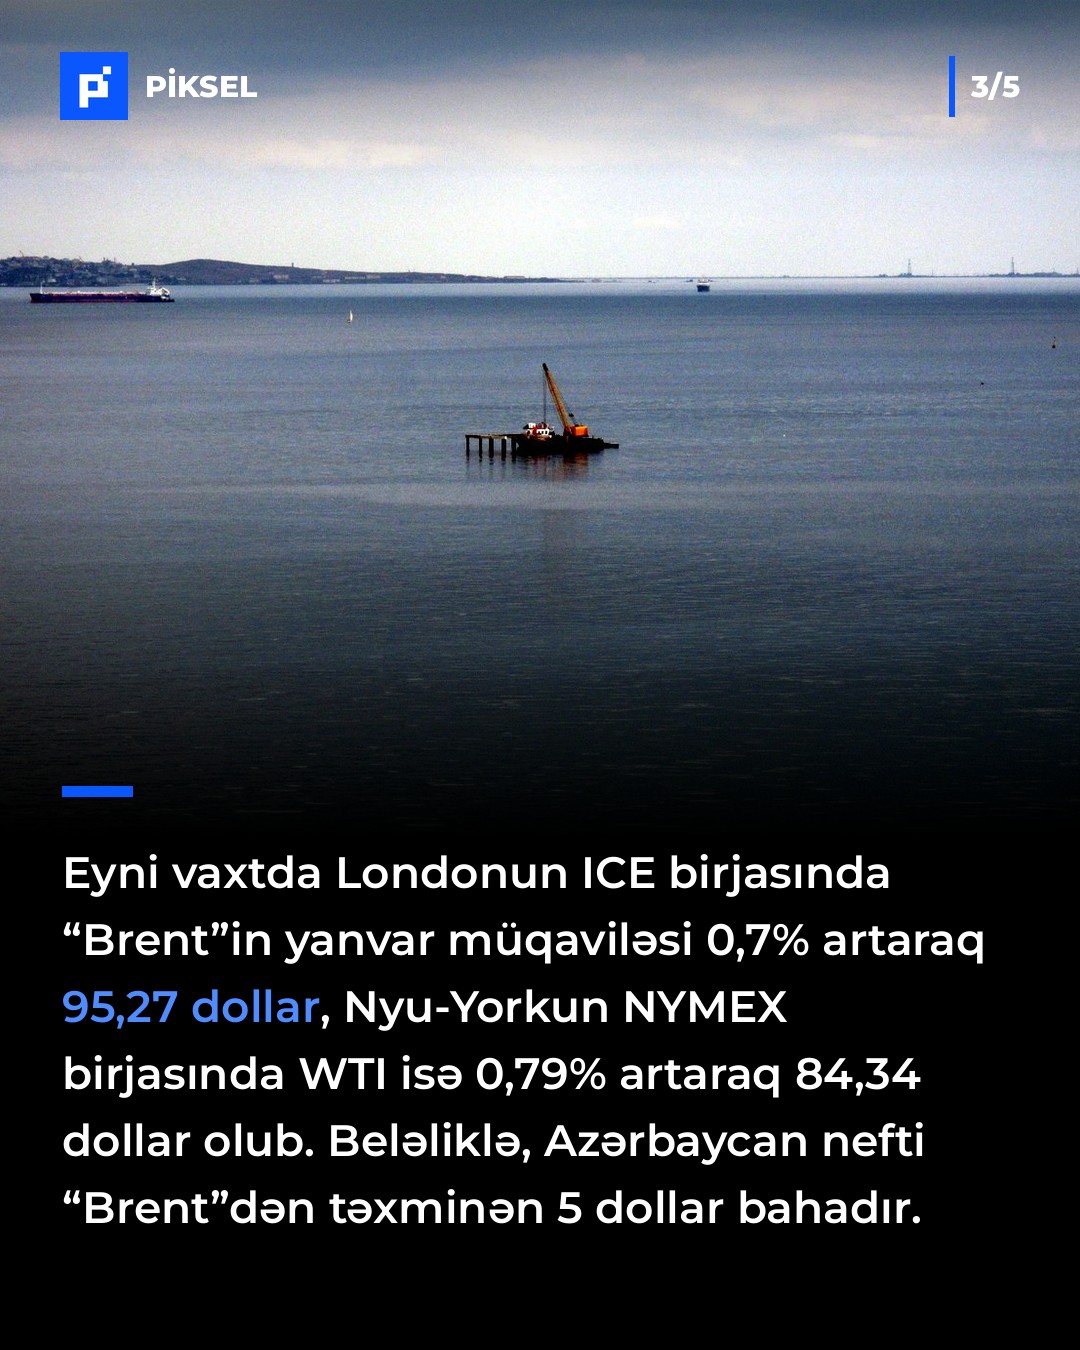 PİKSEL
3/5
Eyni vaxtda Londonun ICE birjasında
“Brent”in yanvar müqaviləsi 0,7% artaraq
95,27 dollar, Nyu-Yorkun NYMEX
birjasında WTI isə 0,79% artaraq 84,34
dollar olub. Beləliklə, Azərbaycan nefti
“Brent”dən təxminən 5 dollar bahadır.